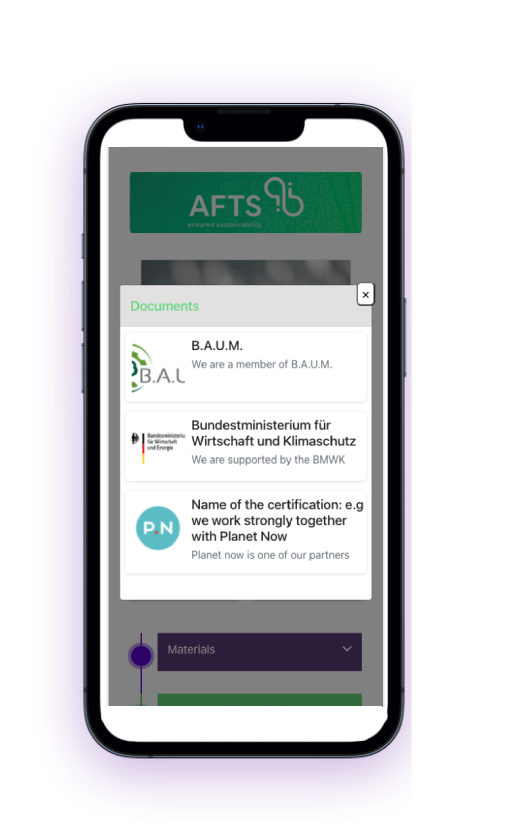 AFTS
ensured sustainability
×
Documents
B.A.U.M.
We are a member of B.A.U.M.
B.A.U
Bundestministerium für
Wirtschaft und Klimaschutz
We are supported by the BMWK
Bundesministeriu
für Wirtschaft
und Energie
Name of the certification: e.g
we work strongly together
with Planet Now
Planet now is one of our partners
P.N
Materials